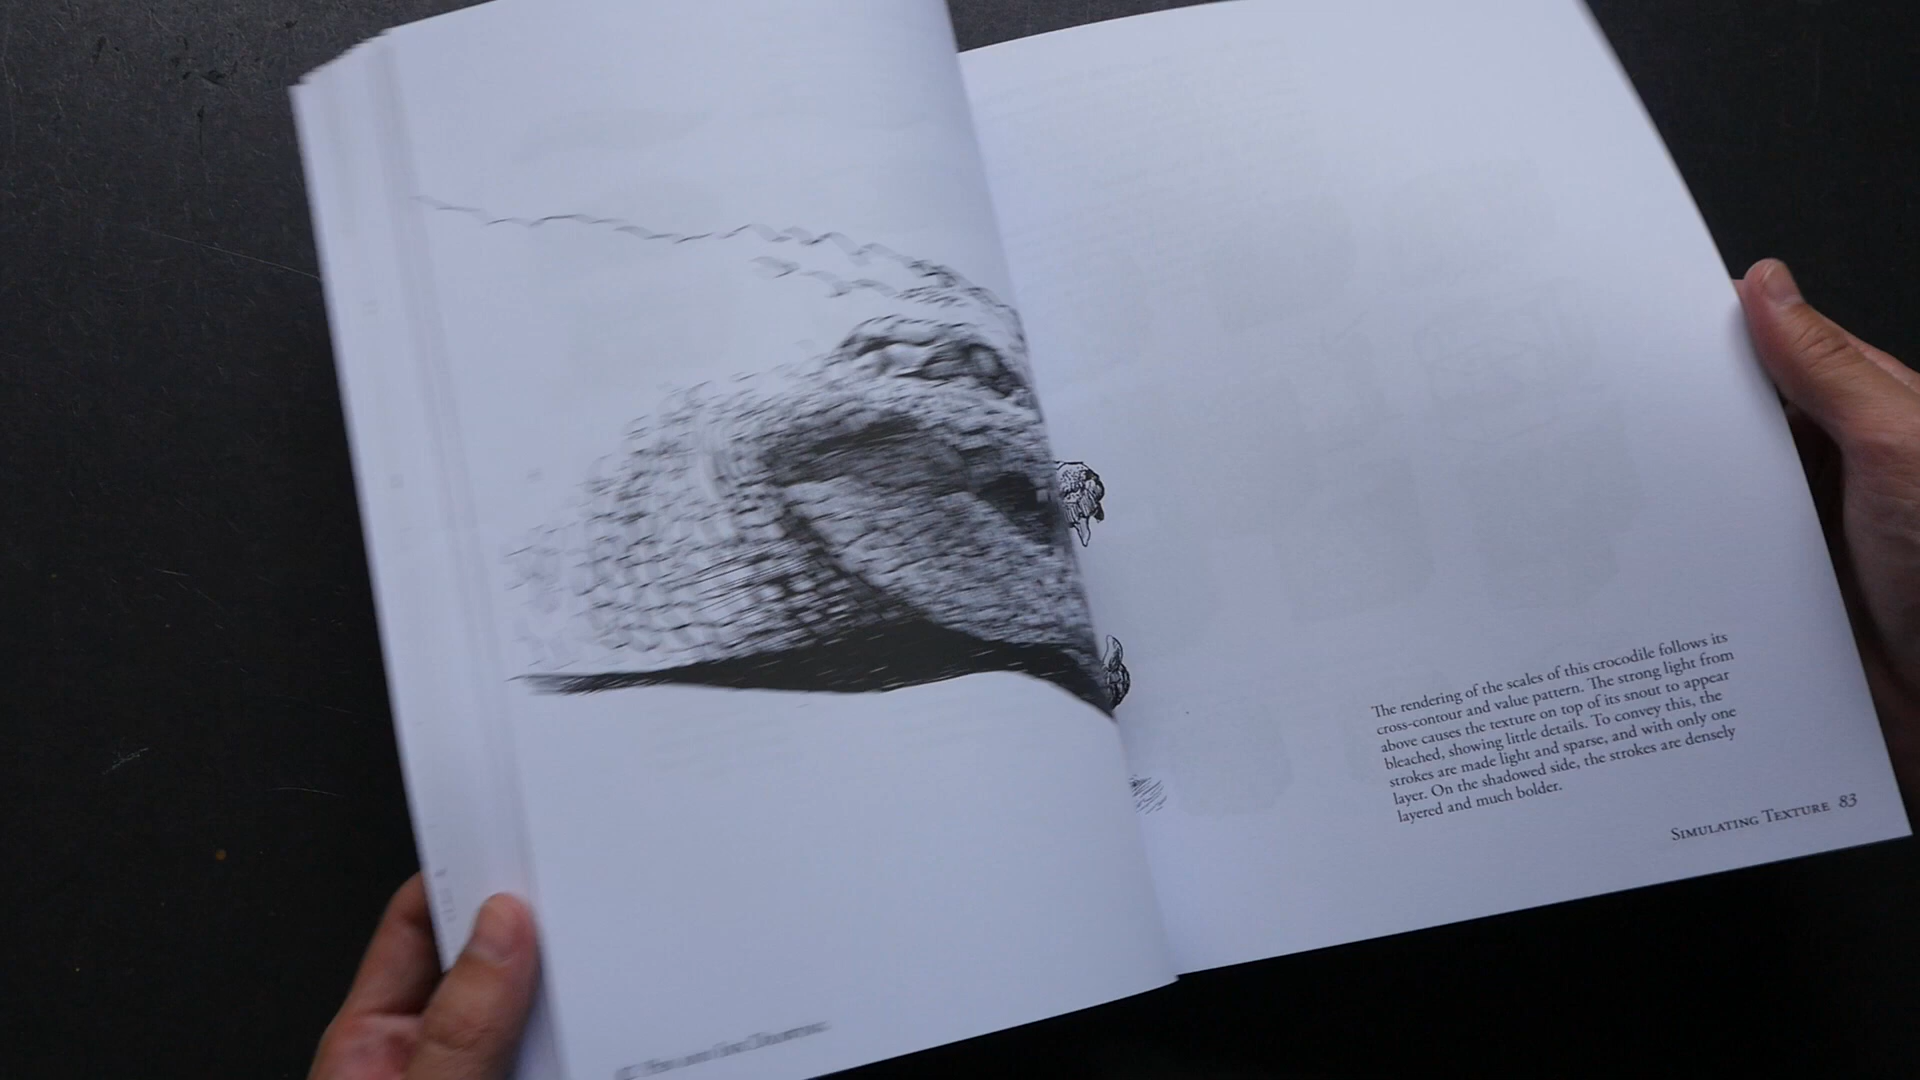 The rendering of the scales of this crocodile follows its
cross-contour and value pattern. The strong light from
above causes the texture on top of its snout to appear
bleached, showing little details. To convey this, the
strokes are made light and sparse, and with only one
layer. On the shadowed side, the strokes are densely
layered and much bolder.
Simulating Texture 83